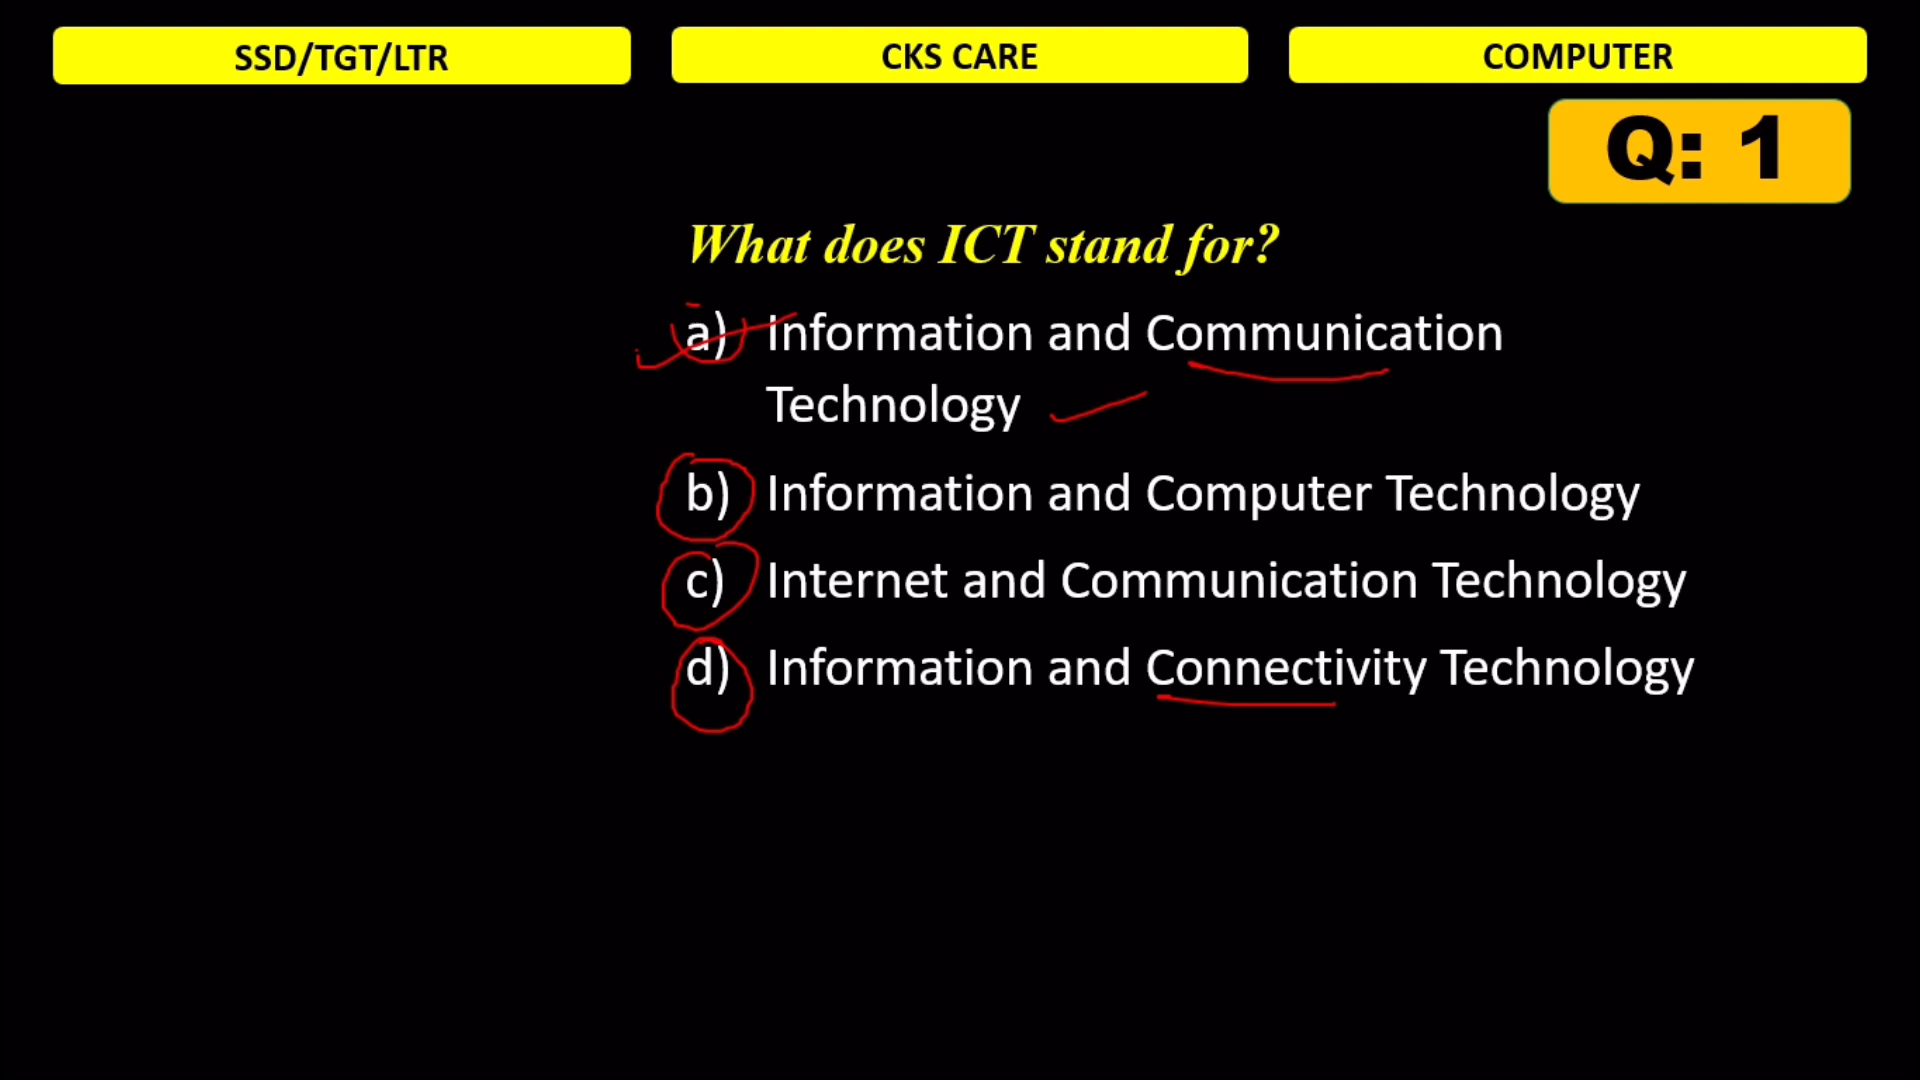 SSD/TGT/LTR
CKS CARE
COMPUTER
Q: 1
What does ICT stand for?
a) Information and Communication
Technology
b) Information and Computer Technology
c) Internet and Communication Technology
d) Information and Connectivity Technology